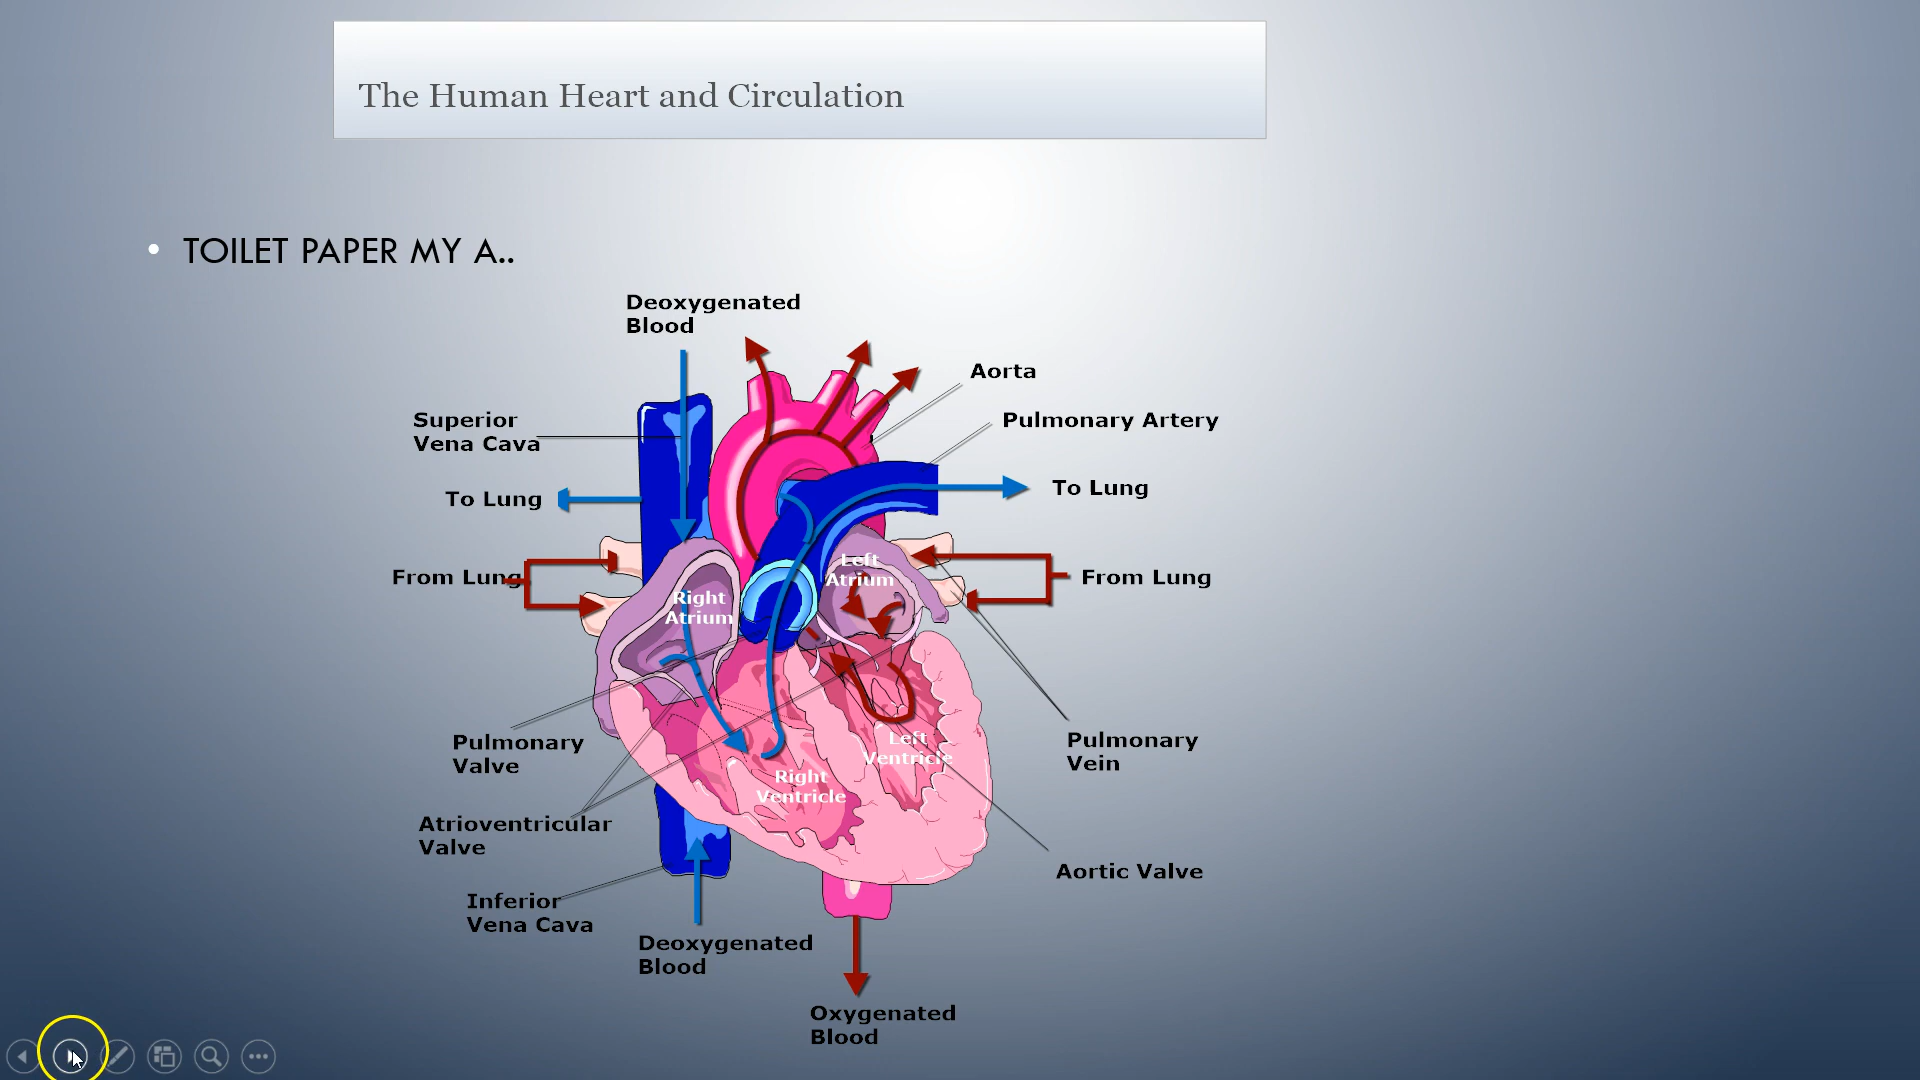 The Human Heart and Circulation
• TOILET PAPER MY A..
Deoxygenated
Blood
Aorta
Superior
Vena Cava
Pulmonary Artery
To Lung
To Lung
Left
Atrium
From Lung
From Lung
Right
Atrium
Pulmonary
Valve
Left
Ventricle
Pulmonary
Vein
Right
Ventricle
Atrioventricular
Valve
Aortic Valve
Inferior
Vena Cava
Deoxygenated
Blood
Oxygenated
Blood